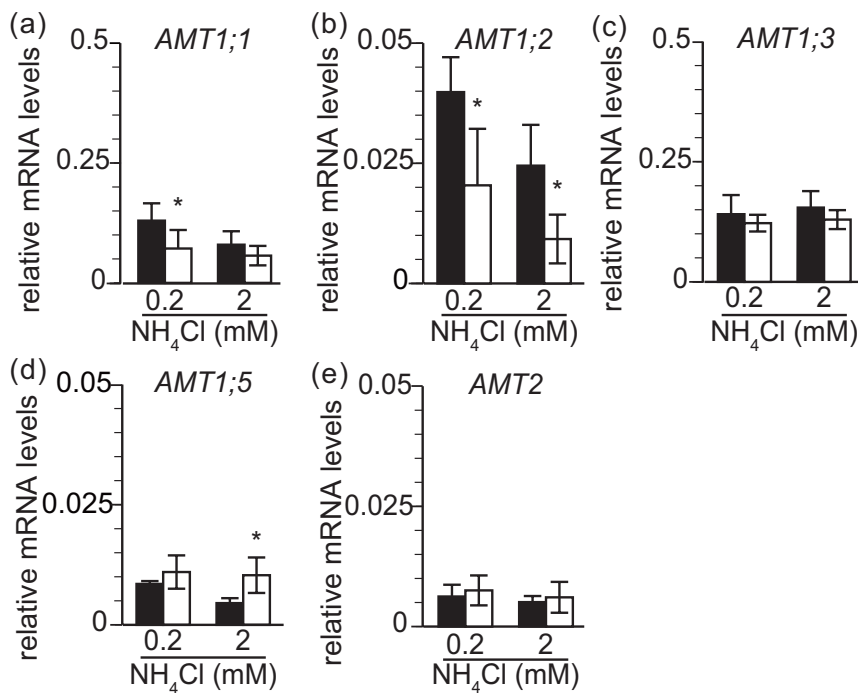 (a) AMT1;1
relative mRNA levels
0.5
0.25
0
*
0.2 2
NH4Cl (mM)
(b) AMT1;2
relative mRNA levels
0.05
0.025
0
*
*
0.2 2
NH4Cl (mM)
(c) AMT1;3
relative mRNA levels
0.5
0.25
0
0.2 2
NH4Cl (mM)
(d) AMT1;5
relative mRNA levels
0.05
0.025
0
*
0.2 2
NH4Cl (mM)
(e) AMT2
relative mRNA levels
0.05
0.025
0
0.2 2
NH4Cl (mM)